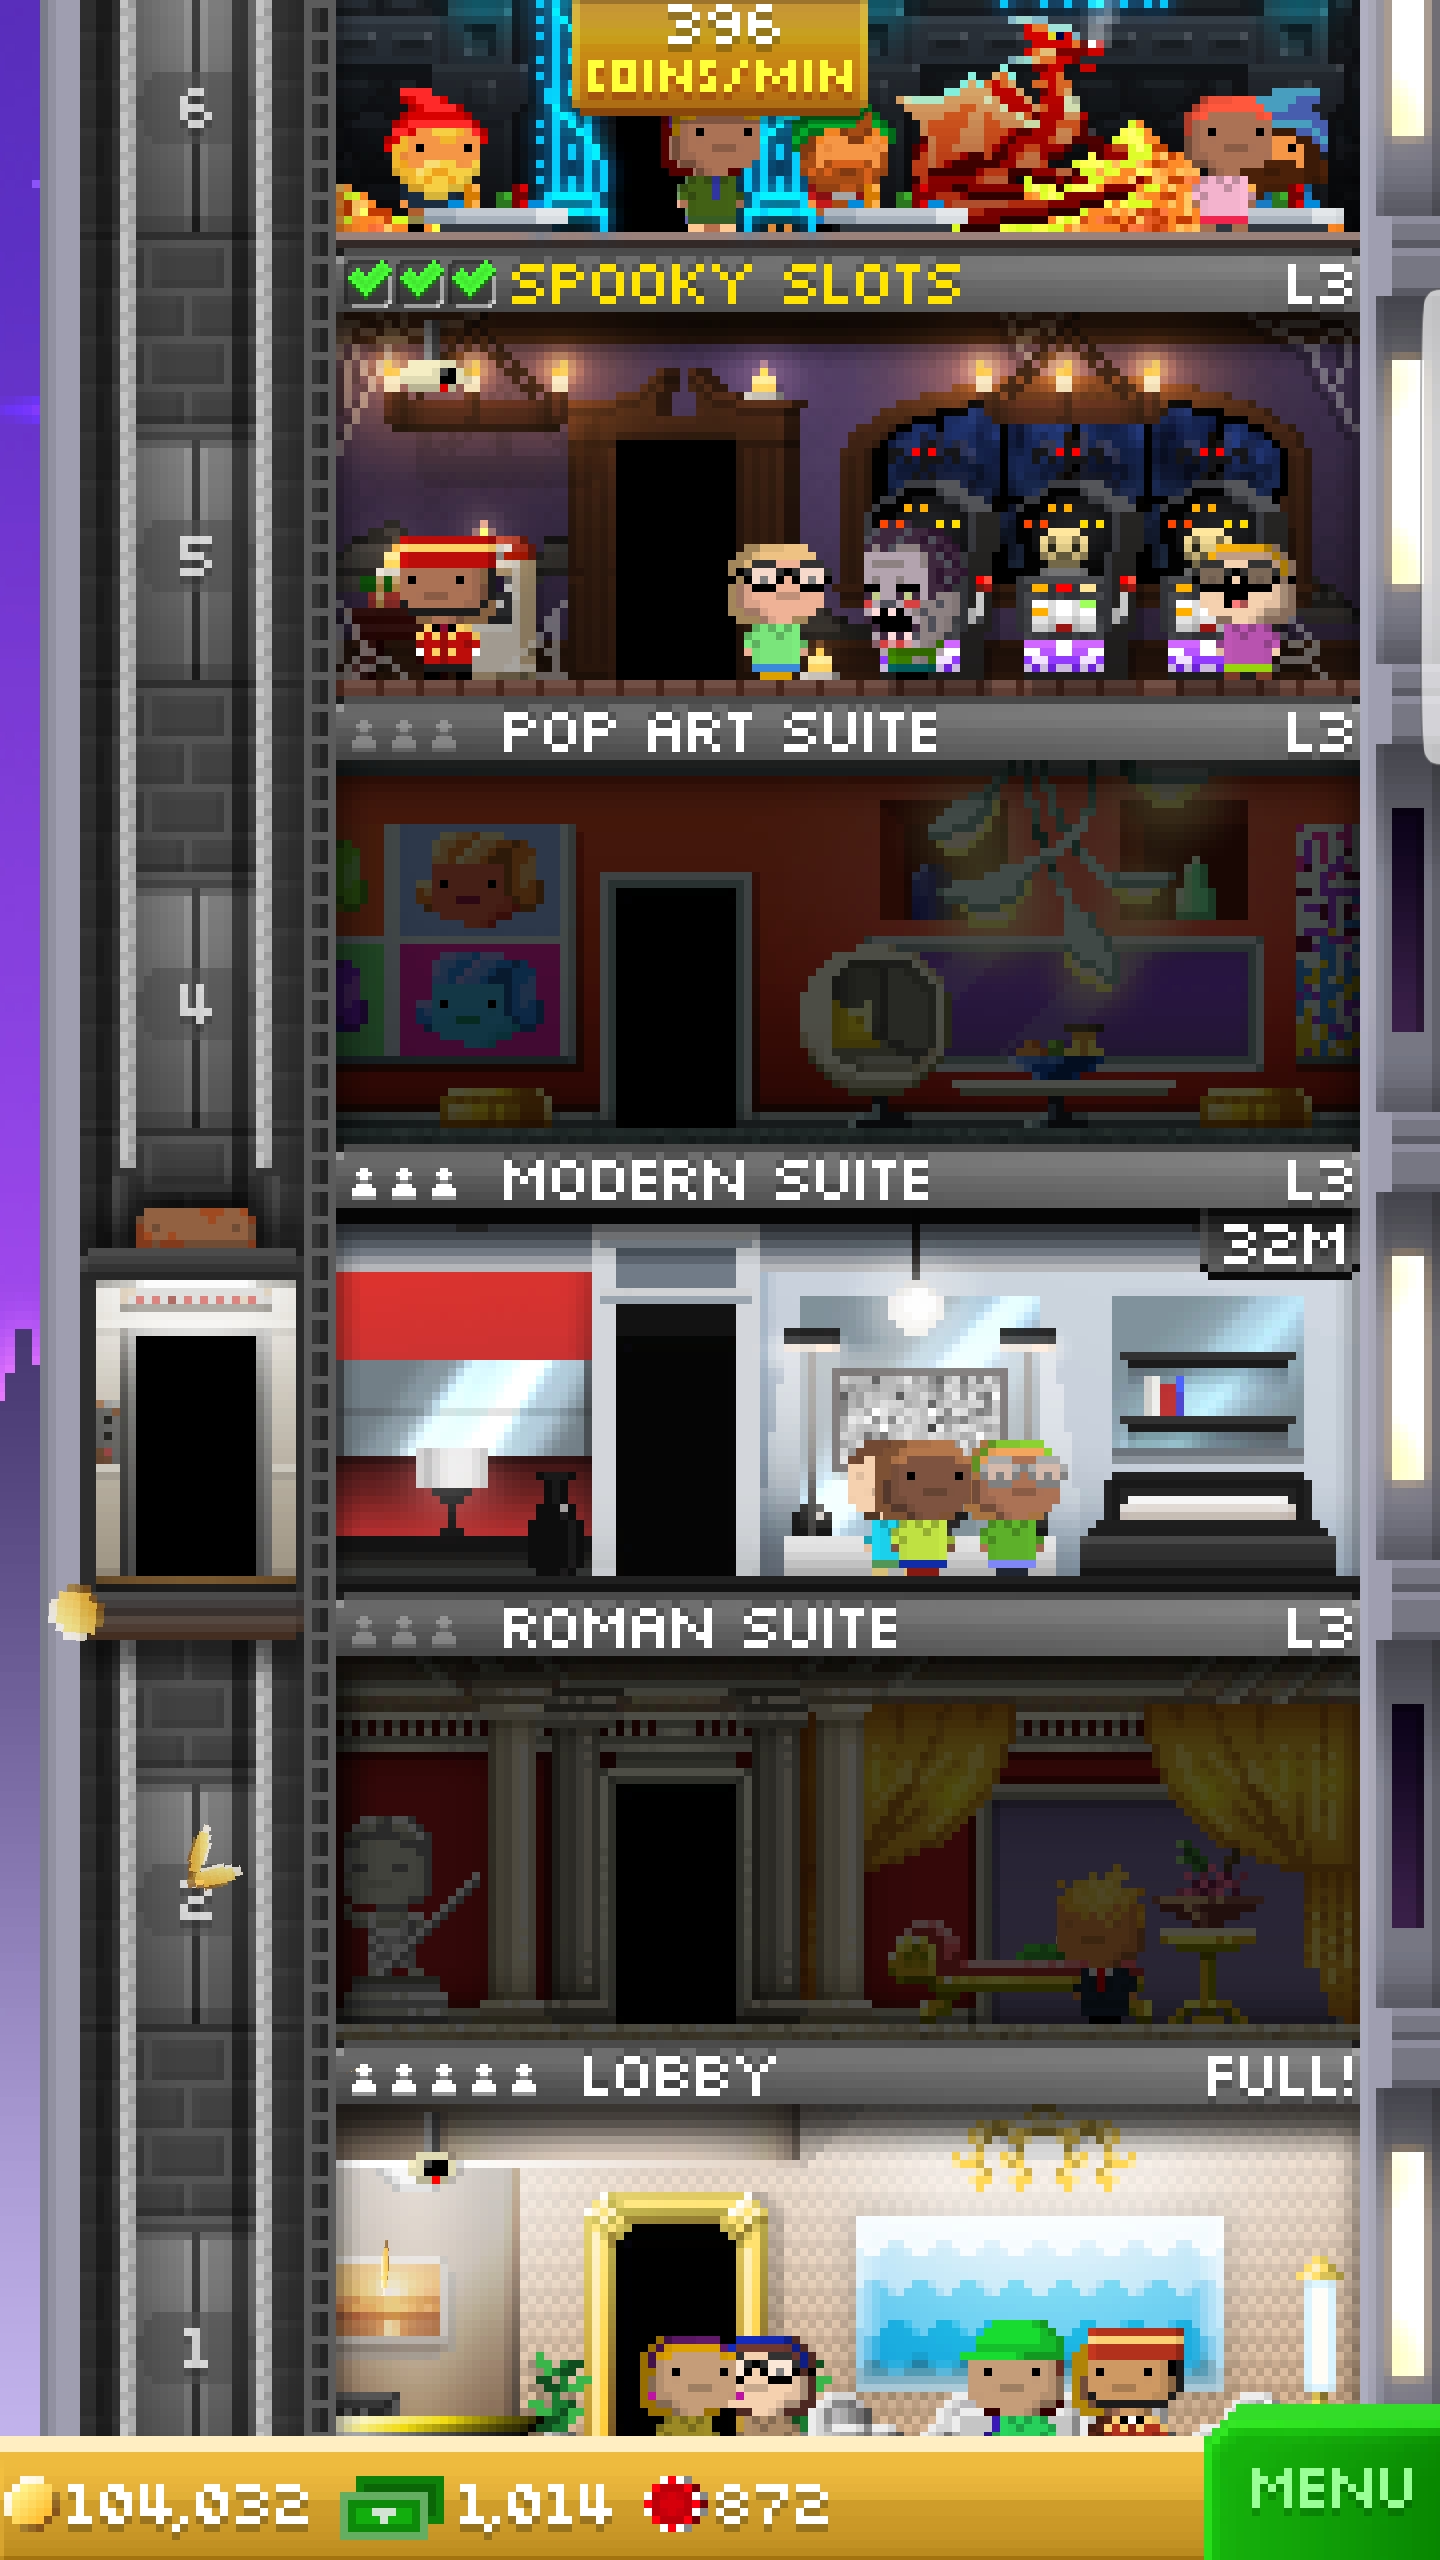 396
COINS/MIN
6
SPOOKY SLOTS L3
5
POP ART SUITE L3
4
MODERN SUITE L3
32M
ROMAN SUITE L3
2
LOBBY FULL!
1
104,032 1,014 872
MENU